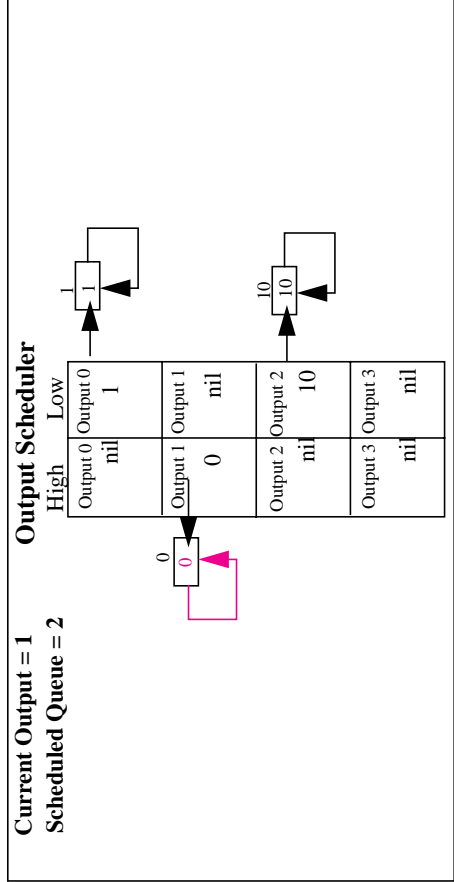 Current Output = 1
Scheduled Queue = 2
Output Scheduler
High Low
Output 0 Output 0
nil 1
Output 1 Output 1
0 nil
Output 2 Output 2
nil 10
Output 3 Output 3
nil nil
0
0
1
1
10
10